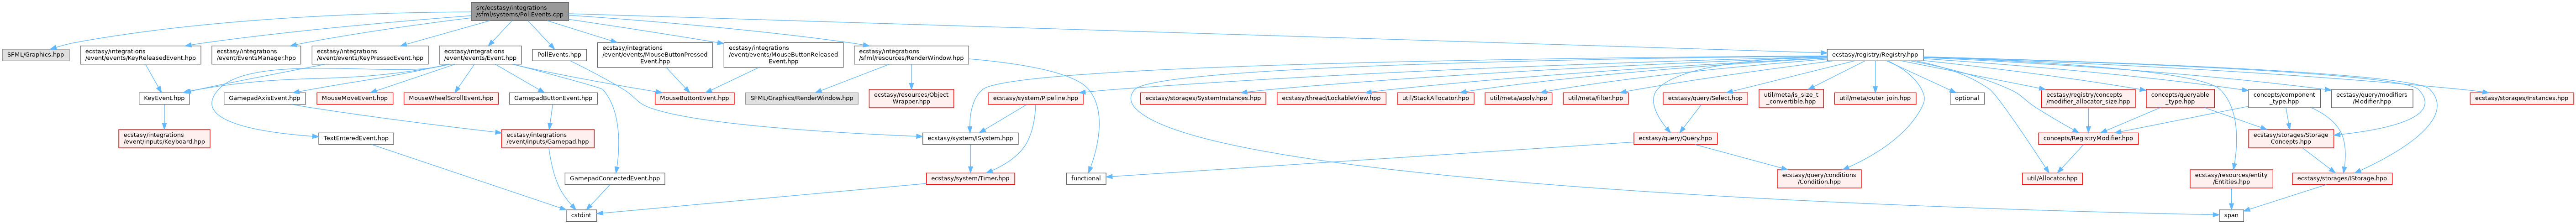 src/ecstasy/integrations
/sfml/systems/PollEvents.cpp
SFML/Graphics.hpp
ecstasy/integrations
/event/events/KeyReleasedEvent.hpp
ecstasy/integrations
/event/EventsManager.hpp
ecstasy/integrations
/event/events/KeyPressedEvent.hpp
ecstasy/integrations
/event/events/Event.hpp
PollEvents.hpp
ecstasy/integrations
/event/events/MouseButtonPressed
Event.hpp
ecstasy/integrations
/event/events/MouseButtonReleased
Event.hpp
ecstasy/integrations
/sfml/resources/RenderWindow.hpp
ecstasy/registry/Registry.hpp
KeyEvent.hpp
GamepadAxisEvent.hpp
MouseMoveEvent.hpp
MouseWheelScrollEvent.hpp
GamepadButtonEvent.hpp
MouseButtonEvent.hpp
SFML/Graphics/RenderWindow.hpp
ecstasy/resources/Object
Wrapper.hpp
ecstasy/system/Pipeline.hpp
ecstasy/storages/SystemInstances.hpp
ecstasy/thread/LockableView.hpp
util/StackAllocator.hpp
util/meta/apply.hpp
util/meta/filter.hpp
ecstasy/query/Select.hpp
util/meta/is_size_t
_convertible.hpp
util/meta/outer_join.hpp
optional
ecstasy/registry/concepts
/modifier_allocator_size.hpp
concepts/queryable
_type.hpp
concepts/component
_type.hpp
ecstasy/query/modifiers
/Modifier.hpp
ecstasy/storages/Instances.hpp
ecstasy/integrations
/event/inputs/Keyboard.hpp
TextEnteredEvent.hpp
ecstasy/integrations
/event/inputs/Gamepad.hpp
ecstasy/system/ISystem.hpp
ecstasy/query/Query.hpp
concepts/RegistryModifier.hpp
ecstasy/storages/Storage
Concepts.hpp
GamepadConnectedEvent.hpp
ecstasy/system/Timer.hpp
functional
ecstasy/query/conditions
/Condition.hpp
util/Allocator.hpp
ecstasy/resources/entity
/Entities.hpp
ecstasy/storages/IStorage.hpp
cstdint
span